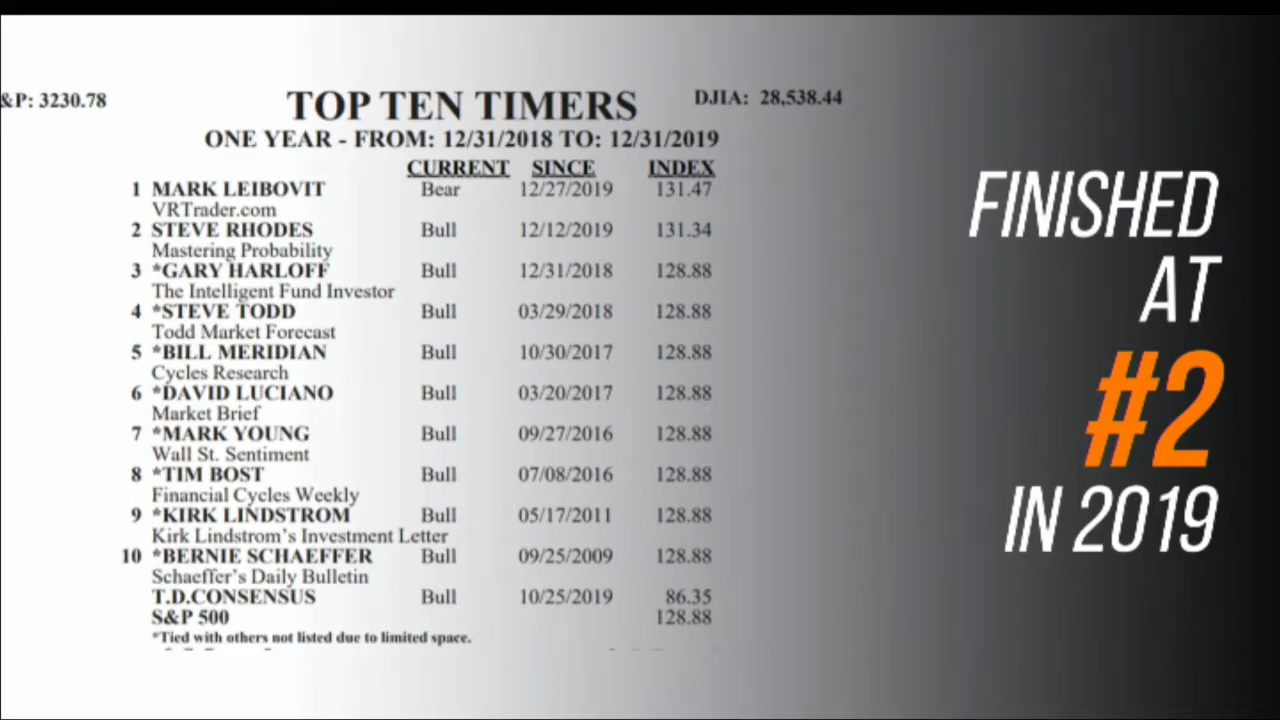 &P: 3230.78
TOP TEN TIMERS
DJIA: 28,538.44
ONE YEAR - FROM: 12/31/2018 TO: 12/31/2019
CURRENT SINCE INDEX
1 MARK LEIBOVIT Bear 12/27/2019 131.47
VRTrader.com
2 STEVE RHODES Bull 12/12/2019 131.34
Mastering Probability
3 *GARY HARLOFF Bull 12/31/2018 128.88
The Intelligent Fund Investor
4 *STEVE TODD Bull 03/29/2018 128.88
Todd Market Forecast
5 *BILL MERIDIAN Bull 10/30/2017 128.88
Cycles Research
6 *DAVID LUCIANO Bull 03/20/2017 128.88
Market Brief
7 *MARK YOUNG Bull 09/27/2016 128.88
Wall St. Sentiment
8 *TIM BOST Bull 07/08/2016 128.88
Financial Cycles Weekly
9 *KIRK LINDSTROM Bull 05/17/2011 128.88
Kirk Lindstrom's Investment Letter
10 *BERNIE SCHAEFFER Bull 09/25/2009 128.88
Schaeffer's Daily Bulletin
T.D.CONSENSUS Bull 10/25/2019 86.35
S&P 500 128.88
*Tied with others not listed due to limited space.
FINISHED
AT
#2
IN 2019